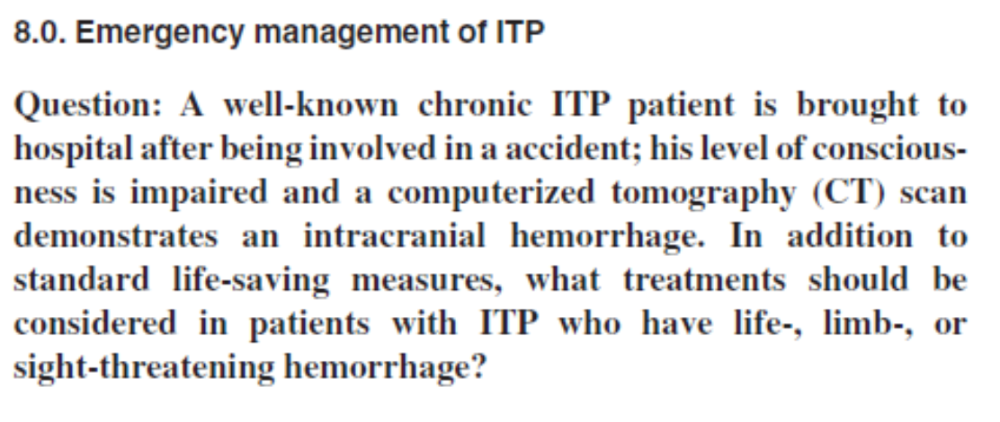 8.0. Emergency management of ITP
Question: A well-known chronic ITP patient is brought to
hospital after being involved in a accident; his level of conscious-
ness is impaired and a computerized tomography (CT) scan
demonstrates an intracranial hemorrhage. In addition to
standard life-saving measures, what treatments should be
considered in patients with ITP who have life-, limb-, or
sight-threatening hemorrhage?